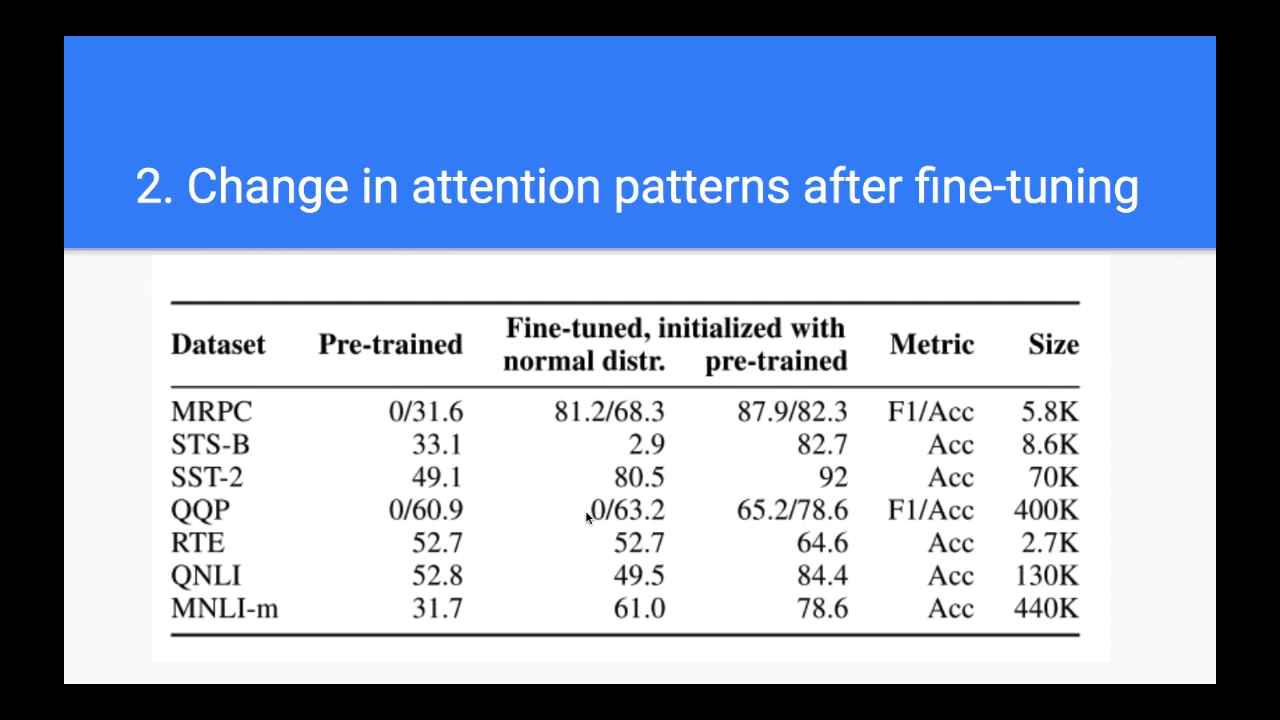 2. Change in attention patterns after fine-tuning
Dataset Pre-trained Fine-tuned, initialized with Metric Size
normal distr. pre-trained
MRPC 0/31.6 81.2/68.3 87.9/82.3 F1/Acc 5.8K
STS-B 33.1 2.9 82.7 Acc 8.6K
SST-2 49.1 80.5 92 Acc 70K
QQP 0/60.9 0/63.2 65.2/78.6 F1/Acc 400K
RTE 52.7 52.7 64.6 Acc 2.7K
QNLI 52.8 49.5 84.4 Acc 130K
MNLI-m 31.7 61.0 78.6 Acc 440K